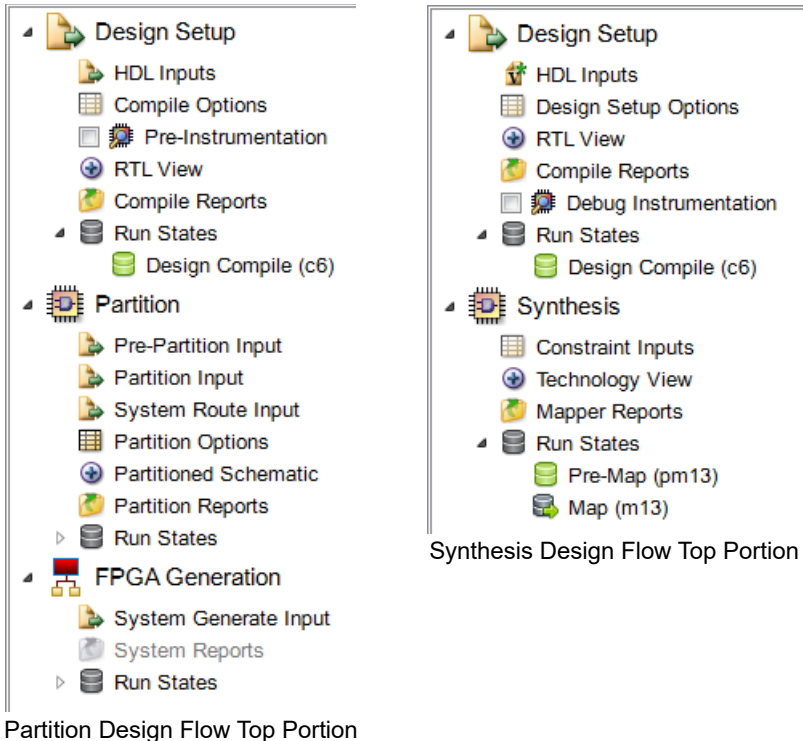 Design Setup
HDL Inputs
Compile Options
Pre-Instrumentation
RTL View
Compile Reports
Run States
Design Compile (c6)
Partition
Pre-Partition Input
Partition Input
System Route Input
Partition Options
Partitioned Schematic
Partition Reports
Run States
FPGA Generation
System Generate Input
System Reports
Run States
Partition Design Flow Top Portion
Design Setup
HDL Inputs
Design Setup Options
RTL View
Compile Reports
Debug Instrumentation
Run States
Design Compile (c6)
Synthesis
Constraint Inputs
Technology View
Mapper Reports
Run States
Pre-Map (pm13)
Map (m13)
Synthesis Design Flow Top Portion